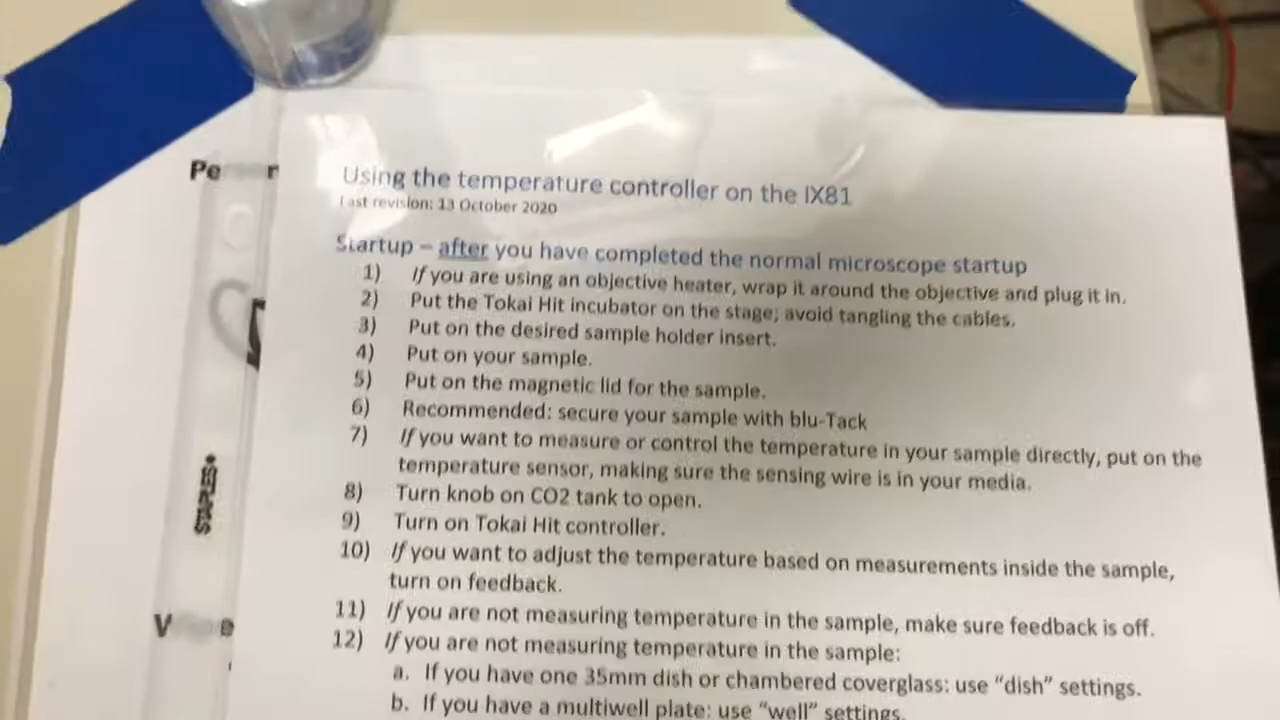 Using the temperature controller on the IX81
Last revision: 13 October 2020
Startup – after you have completed the normal microscope startup
1) If you are using an objective heater, wrap it around the objective and plug it in.
2) Put the Tokai Hit incubator on the stage; avoid tangling the cables.
3) Put on the desired sample holder insert.
4) Put on your sample.
5) Put on the magnetic lid for the sample.
6) Recommended: secure your sample with blu-Tack
7) If you want to measure or control the temperature in your sample directly, put on the
temperature sensor, making sure the sensing wire is in your media.
8) Turn knob on CO2 tank to open.
9) Turn on Tokai Hit controller.
10) If you want to adjust the temperature based on measurements inside the sample,
turn on feedback.
11) If you are not measuring temperature in the sample, make sure feedback is off.
12) If you are not measuring temperature in the sample:
a. If you have one 35mm dish or chambered coverglass: use "dish" settings.
b. If you have a multiwell plate: use "well" settings.
STAPLES